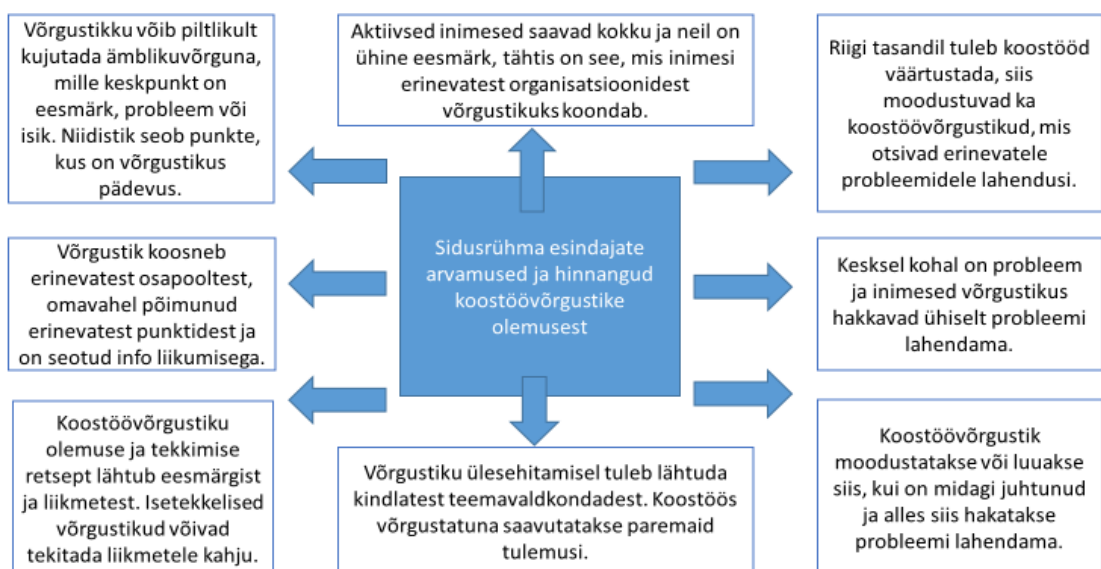 Võrgustikku võib piltlikult
kujutada ämblikuvõrguna,
mille keskpunkt on
eesmärk, probleem või
isik. Niidistik seob punkte,
kus on võrgustikus
pädevus.
Aktiivsed inimesed saavad kokku ja neil on
ühine eesmärk, tähtis on see, mis inimesi
erinevatest organisatsioonidest
võrgustikuks koondab.
Riigi tasandil tuleb koostööd
väärtustada, siis
moodustuvad ka
koostöövõrgustikud, mis
otsivad erinevatele
probleemidele lahendusi.
Võrgustik koosneb
erinevatest osapooltest,
omavahel põimunud
erinevatest punktidest ja
on seotud info liikumisega.
Sidusrühma esindajate
arvamused ja hinnangud
koostöövõrgustike
olemusest
Kesksel kohal on probleem
ja inimesed võrgustikus
hakkavad ühiselt probleemi
lahendama.
Koostöövõrgustiku
olemuse ja tekkimise
retsept lähtub eesmärgist
ja liikmetest. Isetekkelised
võrgustikud võivad
tekitada liikmetele kahju.
Võrgustiku ülesehitamisel tuleb lähtuda
kindlatest teemavaldkondadest. Koostöös
võrgustatuna saavutatakse paremaid
tulemusi.
Koostöövõrgustik
moodustatakse või luuakse
siis, kui on midagi juhtunud
ja alles siis hakatakse
probleemi lahendama.